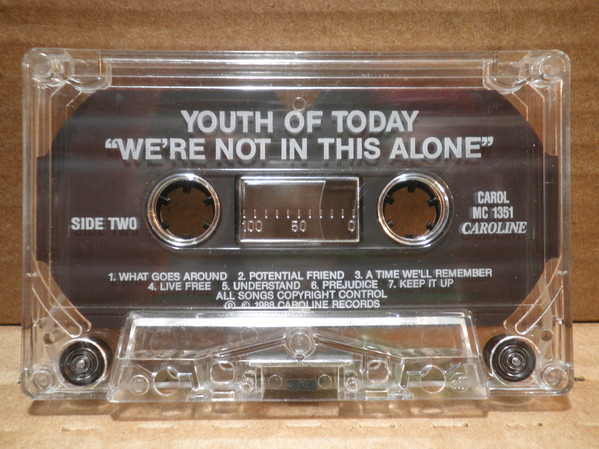 YOUTH OF TODAY
"WE'RE NOT IN THIS ALONE"
SIDE TWO
100 50 0
CAROL
MC 1351
CAROLINE
1. WHAT GOES AROUND 2. POTENTIAL FRIEND 3. A TIME WE'LL REMEMBER
4. LIVE FREE 5. UNDERSTAND 6. PREJUDICE 7. KEEP IT UP
ALL SONGS COPYRIGHT CONTROL
℗ © 1988 CAROLINE RECORDS